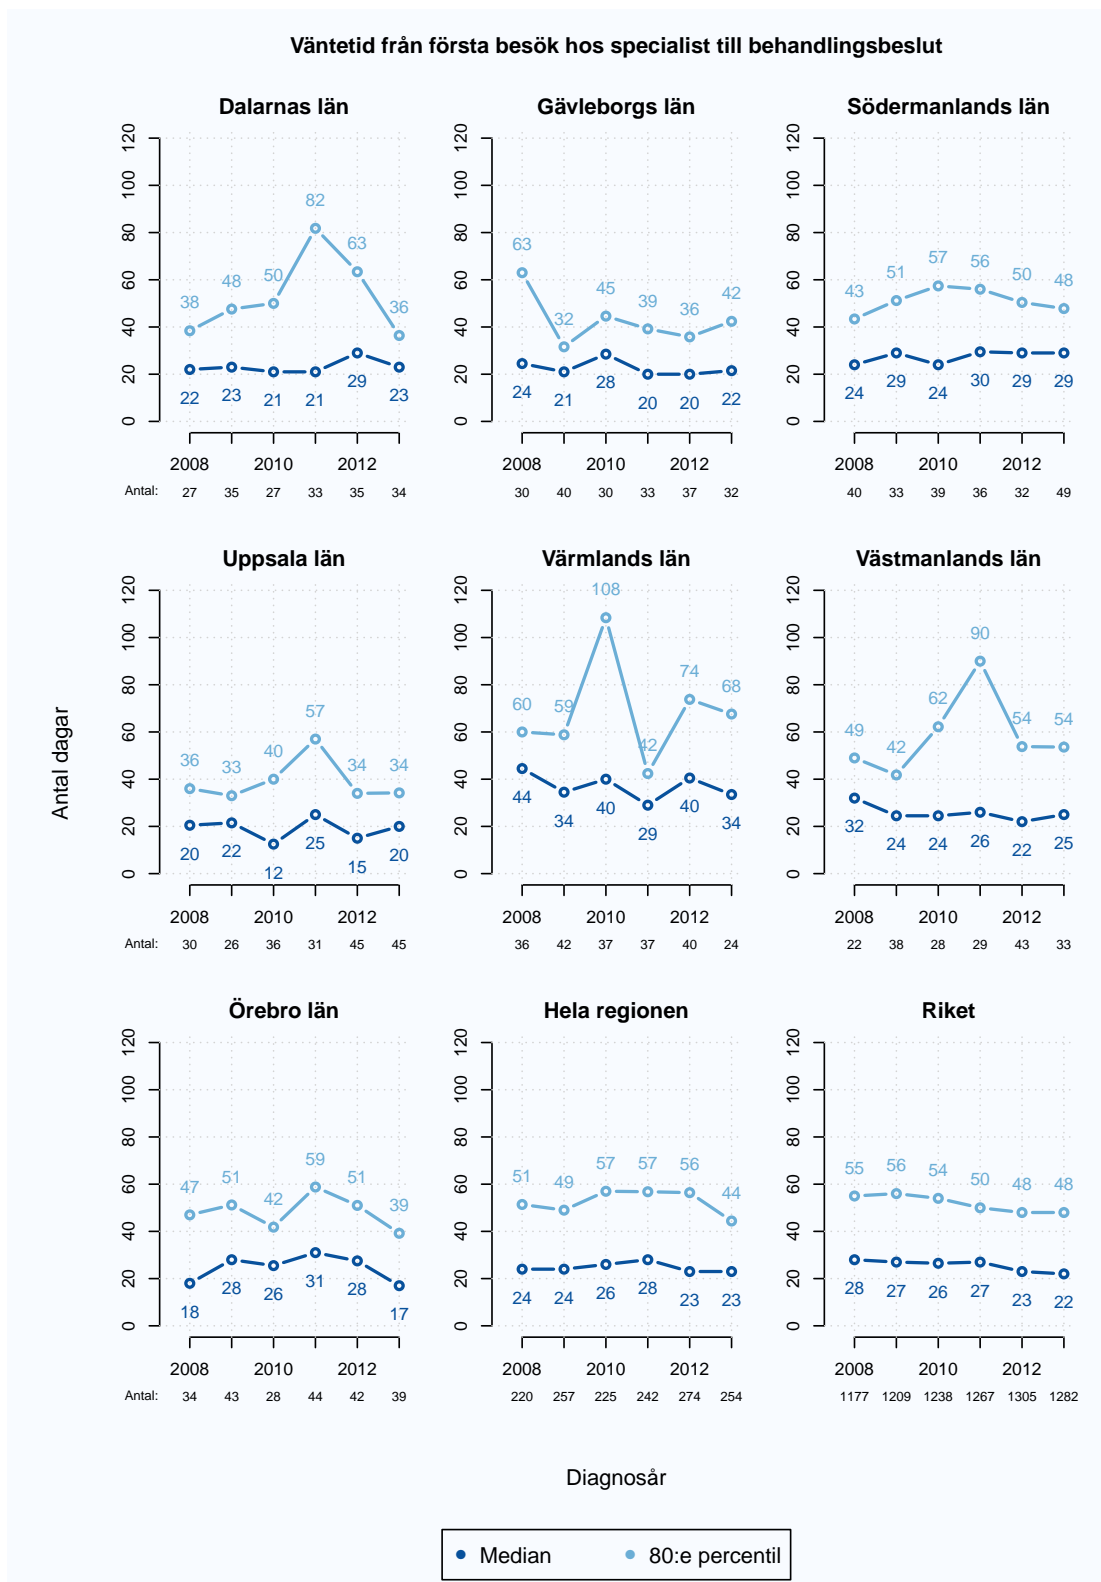 Väntetid från första besök hos specialist till behandlingsbeslut
Dalarnas län
0 20 40 60 80 100 120
38 48 50 82 63 36
22 23 21 21 29 23
2008 2010 2012
Antal: 27 35 27 33 35 34
Gävleborgs län
0 20 40 60 80 100 120
63 32 45 39 36 42
24 21 28 20 20 22
2008 2010 2012
30 40 30 33 37 32
Södermanlands län
0 20 40 60 80 100 120
43 51 57 56 50 48
24 29 24 30 29 29
2008 2010 2012
40 33 39 36 32 49
Antal dagar
Uppsala län
0 20 40 60 80 100 120
36 33 40 57 34 34
20 22 12 25 15 20
2008 2010 2012
Antal: 30 26 36 31 45 45
Värmlands län
0 20 40 60 80 100 120
60 59 108 42 74 68
44 34 40 29 40 34
2008 2010 2012
36 42 37 37 40 24
Västmanlands län
0 20 40 60 80 100 120
49 42 62 90 54 54
32 24 24 26 22 25
2008 2010 2012
22 38 28 29 43 33
Örebro län
0 20 40 60 80 100 120
47 51 42 59 51 39
18 28 26 31 28 17
2008 2010 2012
Antal: 34 43 28 44 42 39
Hela regionen
0 20 40 60 80 100 120
51 49 57 57 56 44
24 24 26 28 23 23
2008 2010 2012
220 257 225 242 274 254
Riket
0 20 40 60 80 100 120
55 56 54 50 48 48
28 27 26 27 23 22
2008 2010 2012
1177 1209 1238 1267 1305 1282
Diagnosår
Median 80:e percentil